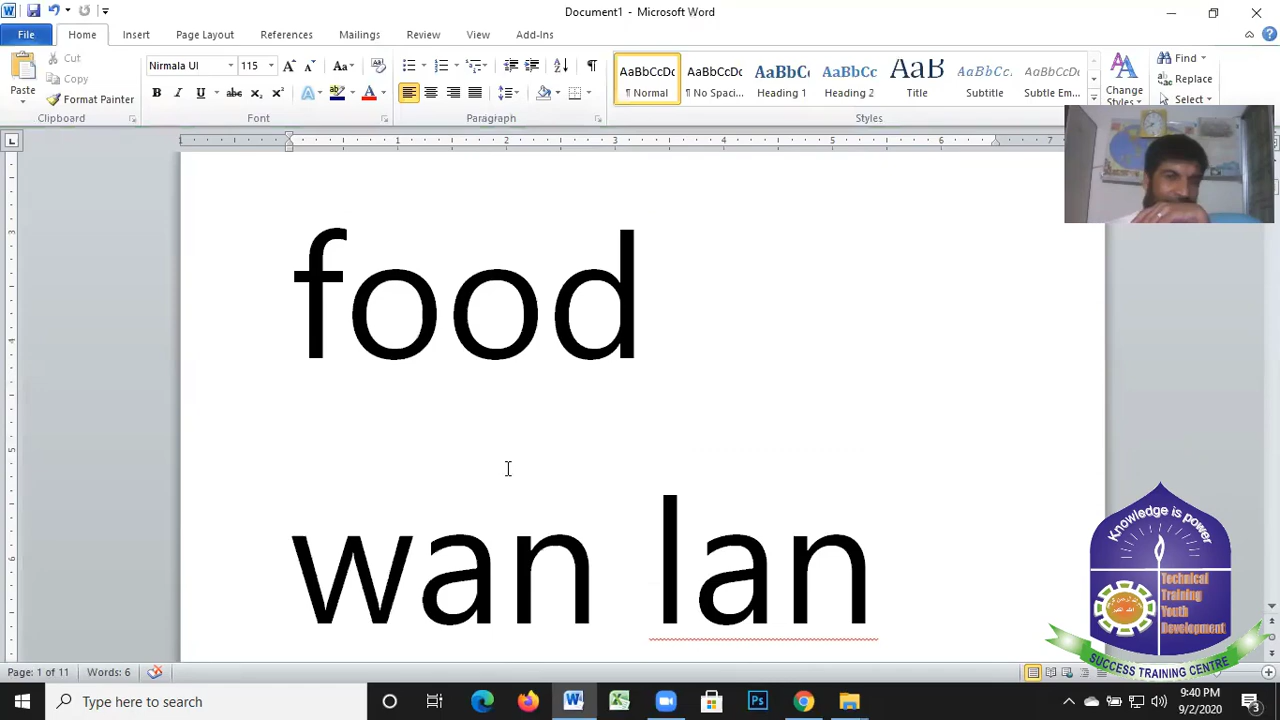 Document1 - Microsoft Word
File Home Insert Page Layout References Mailings Review View Add-Ins
Paste
Cut
Copy
Format Painter
Clipboard
Nirmala UI 115
Font
Paragraph
AaBbCcDc AaBbCcDc AaBbC AaBbCc AaB AaBbCc. AaBbCcDc
¶ Normal ¶ No Spaci... Heading 1 Heading 2 Title Subtitle Subtle Em...
Change Styles
Styles
Find
Replace
Select
food
wan lan
Knowledge is power
Technical
Training
Youth
Development
SUCCESS TRAINING CENTRE
Page: 1 of 11 Words: 6
Type here to search
9:40 PM
9/2/2020